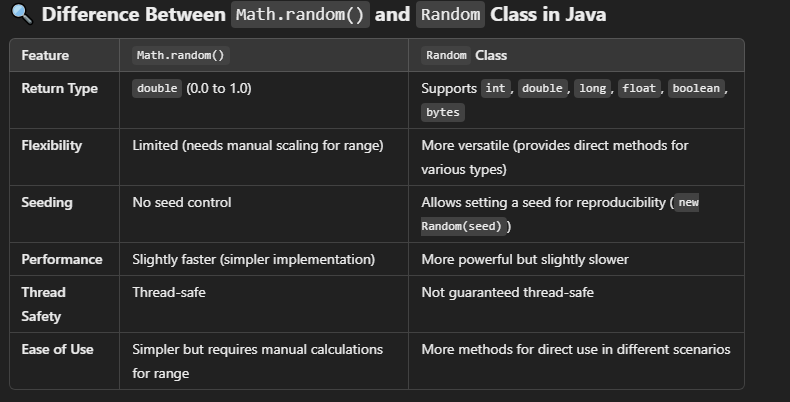 🔍 Difference Between Math.random() and Random Class in Java
Feature Math.random() Random Class
Return Type double (0.0 to 1.0) Supports int, double, long, float, boolean,
bytes
Flexibility Limited (needs manual scaling for range) More versatile (provides direct methods for
various types)
Seeding No seed control Allows setting a seed for reproducibility (new
Random(seed))
Performance Slightly faster (simpler implementation) More powerful but slightly slower
Thread Thread-safe Not guaranteed thread-safe
Safety
Ease of Use Simpler but requires manual calculations More methods for direct use in different scenarios
for range